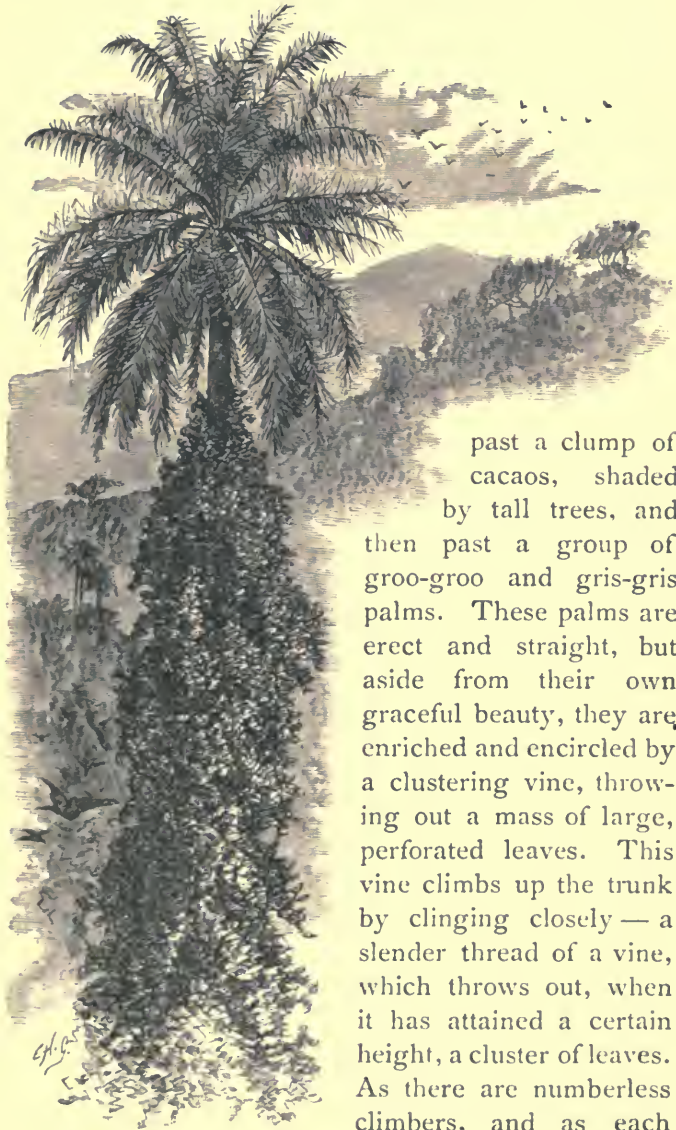 past a clump of
cacaos, shaded
by tall trees, and
then past a group of
groo-groo and gris-gris
palms. These palms are
erect and straight, but
aside from their own
graceful beauty, they are
enriched and encircled by
a clustering vine, throw-
ing out a mass of large,
perforated leaves. This
vine climbs up the trunk
by clinging closely — a
slender thread of a vine,
which throws out, when
it has attained a certain
height, a cluster of leaves.
As there are numberless
climbers, and as each